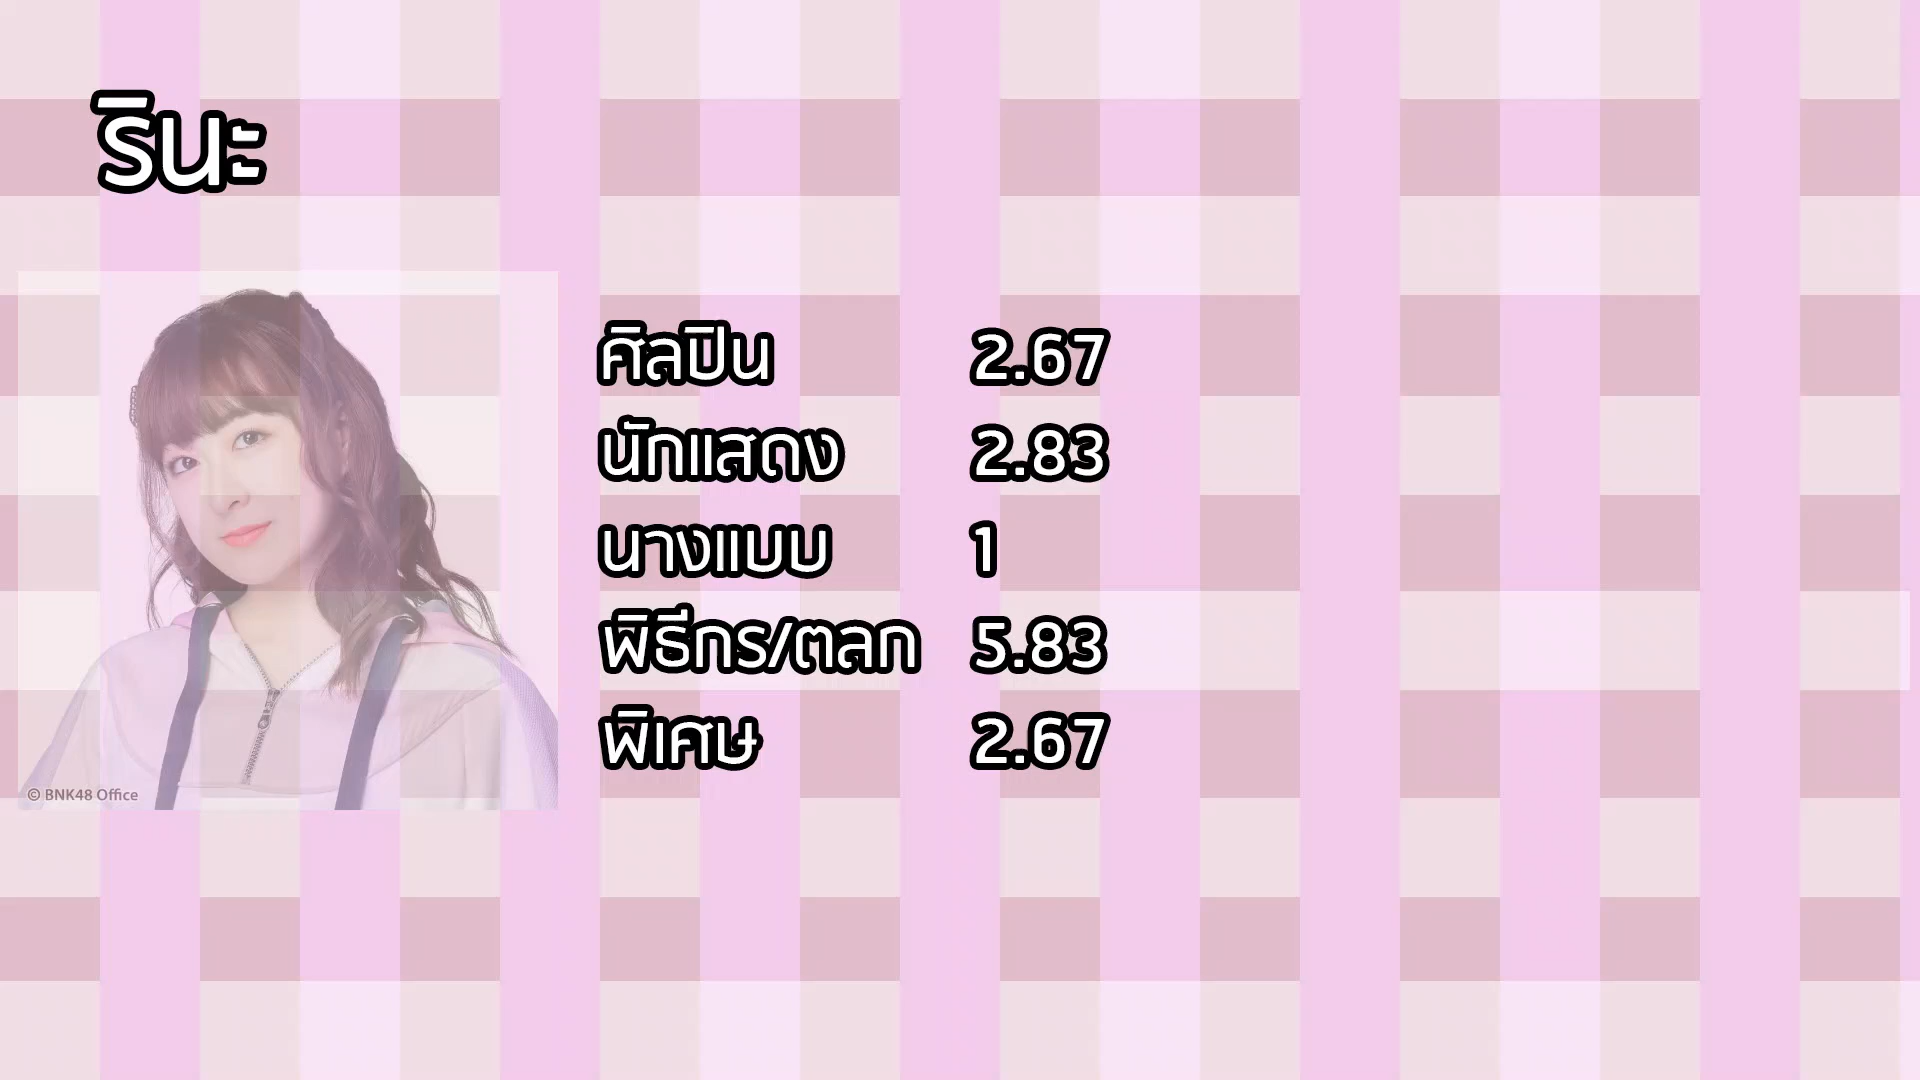 รินะ
ศิลปิน 2.67
นักแสดง 2.83
นางแบบ 1
พิธีกร/ตลก 5.83
พิเศษ 2.67
© BNK48 Office